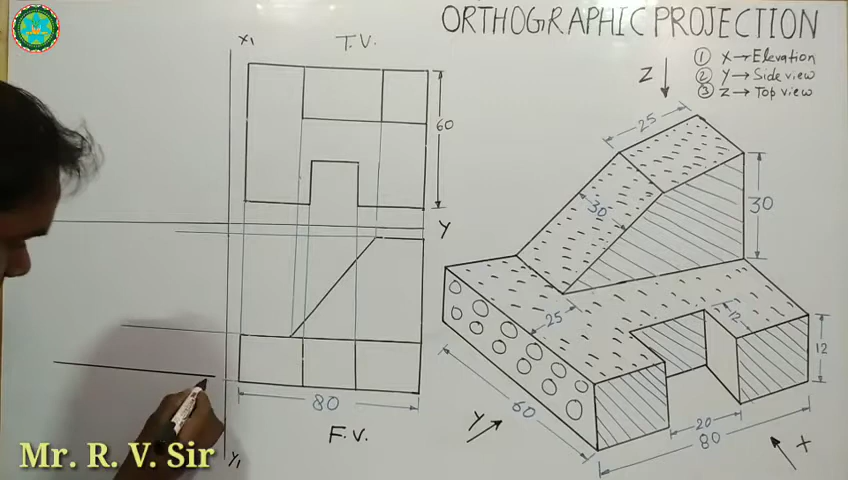 ORTHOGRAPHIC PROJECTION
① X→Elevation
② Y→Side view
③ Z→Top view
X1
T.V.
Z
25
60
30
30
Y
25
12
12
80
60
20
80
F.V.
Y
X
Y1
Mr. R. V. Sir